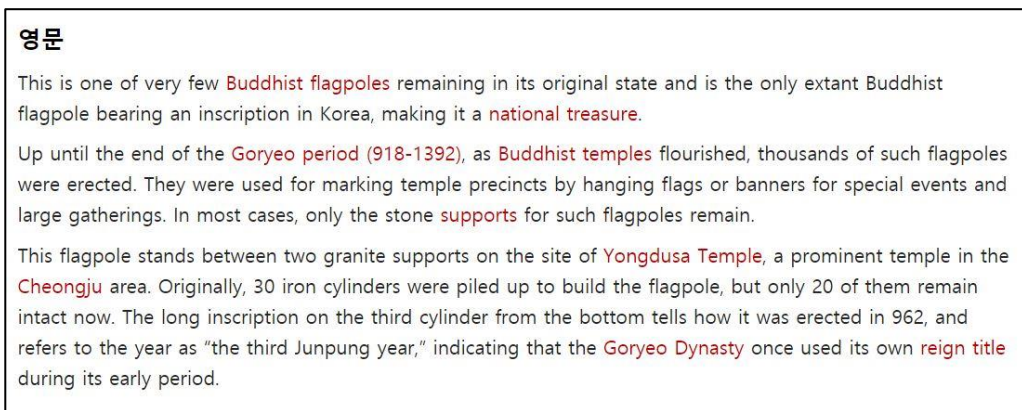 영문
This is one of very few Buddhist flagpoles remaining in its original state and is the only extant Buddhist
flagpole bearing an inscription in Korea, making it a national treasure.
Up until the end of the Goryeo period (918-1392), as Buddhist temples flourished, thousands of such flagpoles
were erected. They were used for marking temple precincts by hanging flags or banners for special events and
large gatherings. In most cases, only the stone supports for such flagpoles remain.
This flagpole stands between two granite supports on the site of Yongdusa Temple, a prominent temple in the
Cheongju area. Originally, 30 iron cylinders were piled up to build the flagpole, but only 20 of them remain
intact now. The long inscription on the third cylinder from the bottom tells how it was erected in 962, and
refers to the year as “the third Junpung year,” indicating that the Goryeo Dynasty once used its own reign title
during its early period.